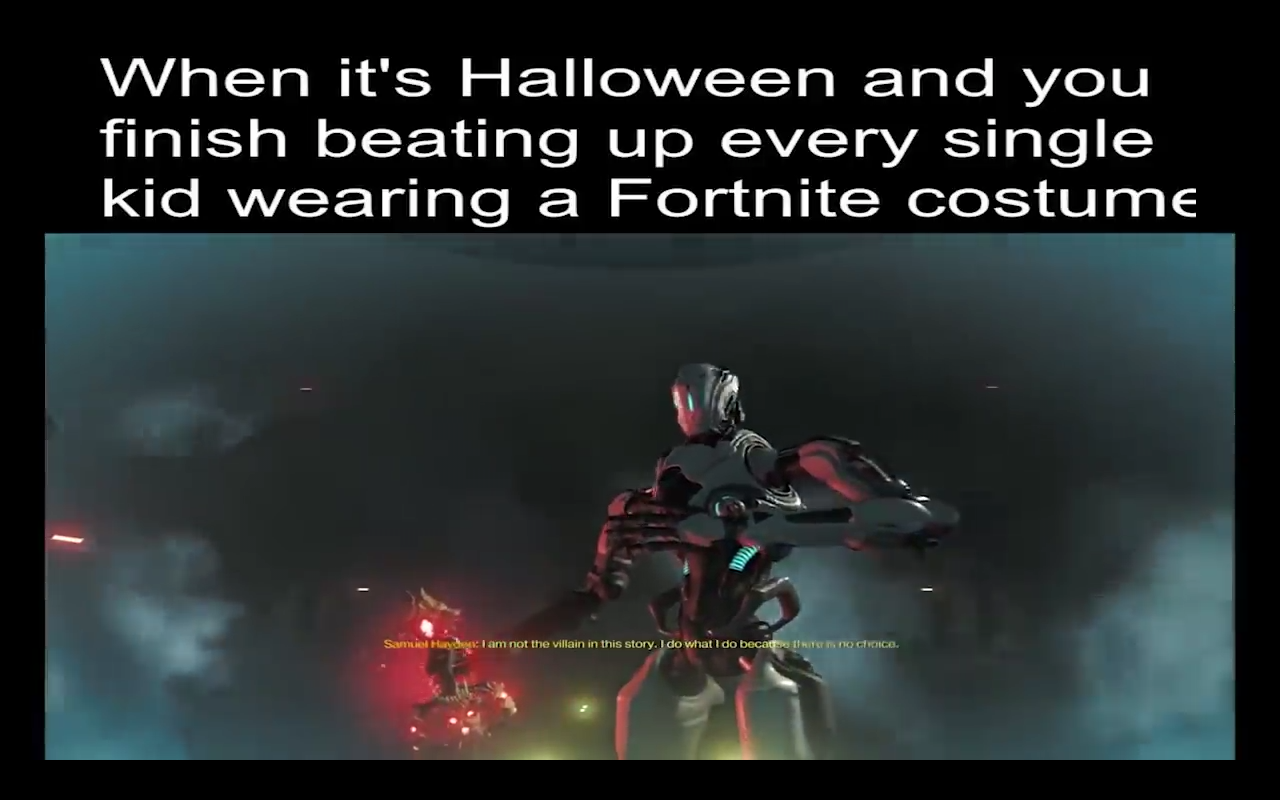 When it's Halloween and you
finish beating up every single
kid wearing a Fortnite costume
Samuel Hayden: I am not the villain in this story. I do what I do because there is no choice.